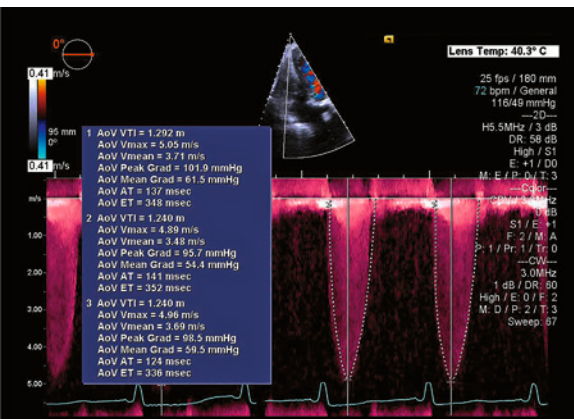 0°
Lens Temp: 40.3° C
0.41 m/s
95 mm
0°
0.41 m/s
25 fps / 180 mm
72 bpm / General
116/49 mmHg
---2D---
H5.5MHz / 3 dB
DR: 58 dB
High / S1
E: +1 / D0
M: E / P: 0 / T: 3
---Color---
0 dB
S1 / E: +1
F: 2 / M: A
P: 1 / Pr: 1 / Tr: 0
---CW---
3.0MHz
1 dB / DR: 60
High / E: 0 / F: 2
M: D / P: 2 / T: 3
Sweep: 67
1 AoV VTI = 1.292 m
AoV Vmax = 5.05 m/s
AoV Vmean = 3.71 m/s
AoV Peak Grad = 101.9 mmHg
AoV Mean Grad = 61.5 mmHg
AoV AT = 137 msec
AoV ET = 348 msec
2 AoV VTI = 1.240 m
AoV Vmax = 4.89 m/s
AoV Vmean = 3.48 m/s
AoV Peak Grad = 95.7 mmHg
AoV Mean Grad = 54.4 mmHg
AoV AT = 141 msec
AoV ET = 352 msec
3 AoV VTI = 1.240 m
AoV Vmax = 4.96 m/s
AoV Vmean = 3.69 m/s
AoV Peak Grad = 98.5 mmHg
AoV Mean Grad = 59.5 mmHg
AoV AT = 124 msec
AoV ET = 336 msec
m/s
1.00
2.00
3.00
4.00
5.00